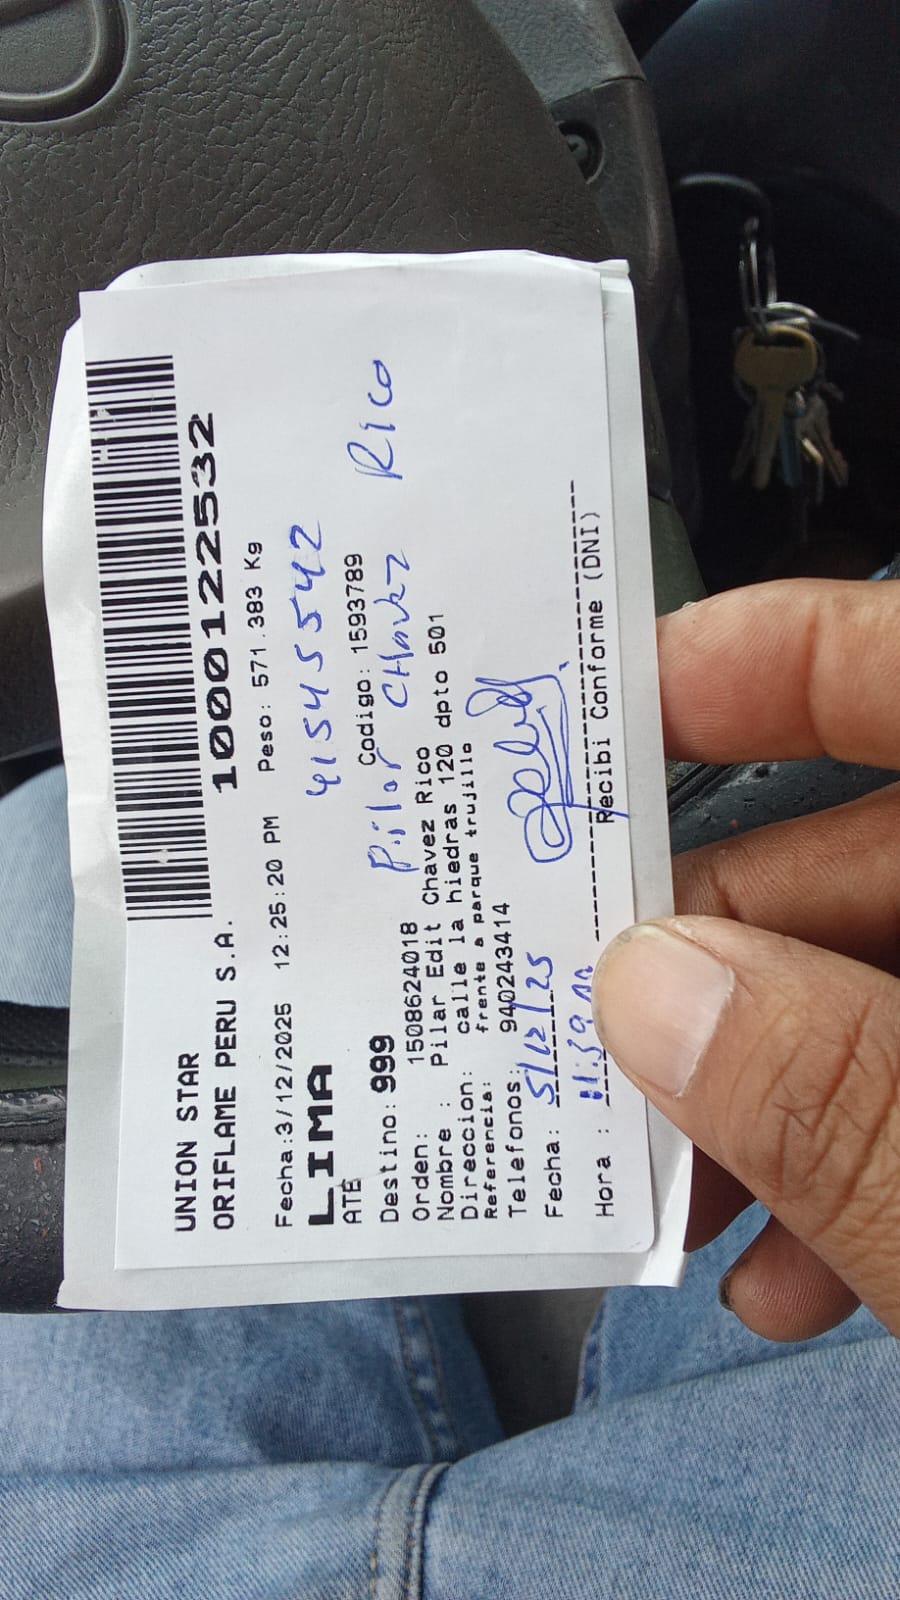 UNION STAR
ORIFLAME PERU S.A.
1000122532
Fecha:3/12/2025 12:25:20 PM Peso: 571.383 Kg
LIMA
41545542
ATE
Destino: 999 Codigo: 1593789
Pilar Chavez Rico
Orden: 1508624018
Nombre : Pilar Edit Chavez Rico
Direccion: calle la hiedras 120 dpto 501
Referencia: frente a parque trujillo
Telefonos: 940243414
Fecha: 5/12/25
Hora : 11:59
Recibi Conforme (DNI)